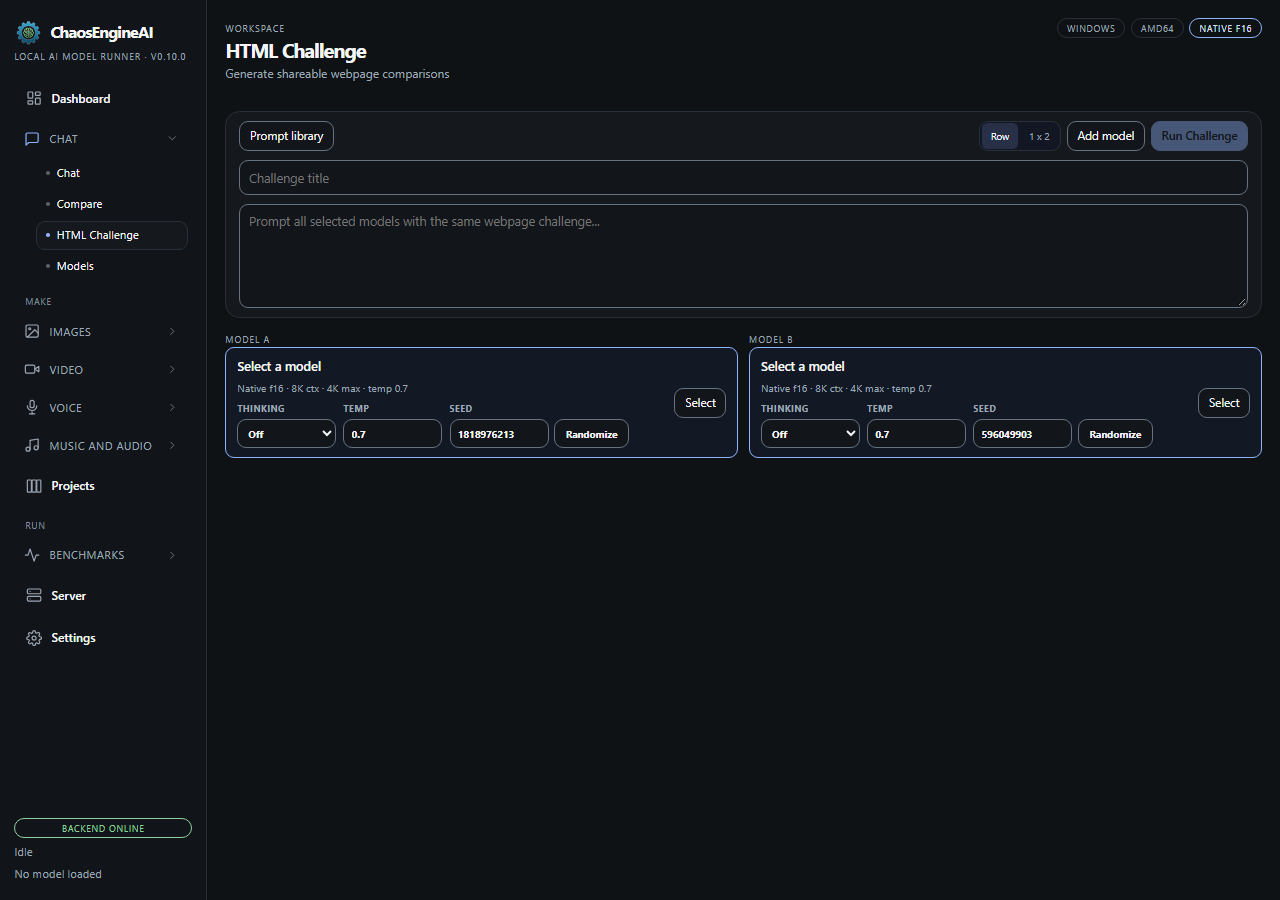 ChaosEngineAI
LOCAL AI MODEL RUNNER · V0.10.0
Dashboard
CHAT
Chat
Compare
HTML Challenge
Models
MAKE
IMAGES
VIDEO
VOICE
MUSIC AND AUDIO
Projects
RUN
BENCHMARKS
Server
Settings
BACKEND ONLINE
Idle
No model loaded
WORKSPACE
HTML Challenge
Generate shareable webpage comparisons
WINDOWS AMD64 NATIVE F16
Prompt library Row 1 x 2 Add model Run Challenge
Challenge title
Prompt all selected models with the same webpage challenge...
MODEL A
Select a model
Native f16 · 8K ctx · 4K max · temp 0.7
THINKING TEMP SEED
Off 0.7 1818976213 Randomize
Select
MODEL B
Select a model
Native f16 · 8K ctx · 4K max · temp 0.7
THINKING TEMP SEED
Off 0.7 596049903 Randomize
Select